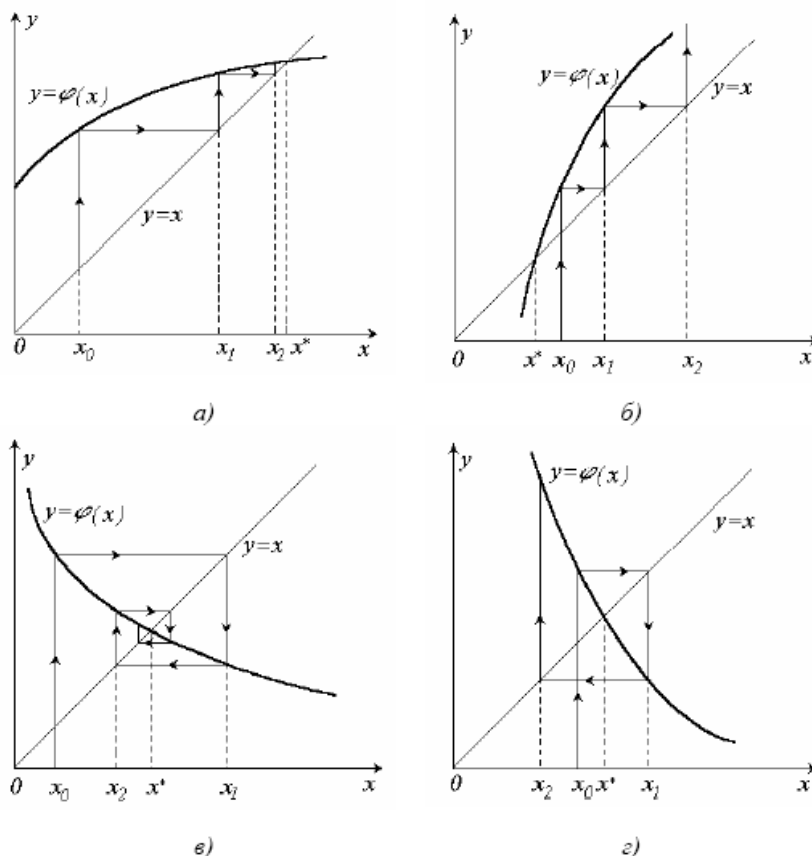 y
y=φ(x)
y=x
0 x₀ x₁ x₂ x* x
а)
y
y=φ(x)
y=x
0 x* x₀ x₁ x₂ x
б)
y
y=φ(x)
y=x
0 x₀ x₂ x* x₁ x
в)
y
y=φ(x)
y=x
0 x₂ x₀ x* x₁ x
г)